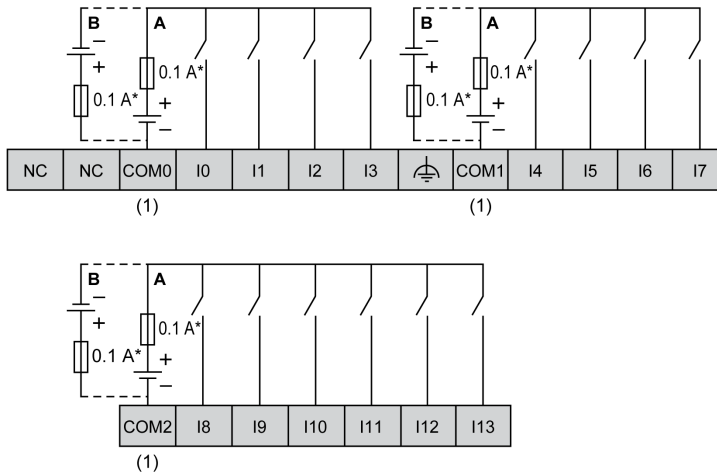 B A B A
− −
+ 0.1 A* + 0.1 A*
0.1 A* + 0.1 A* +
− −
NC NC COM0 I0 I1 I2 I3 COM1 I4 I5 I6 I7
(1) (1)
B A
−
+ 0.1 A*
0.1 A* +
−
COM2 I8 I9 I10 I11 I12 I13
(1)